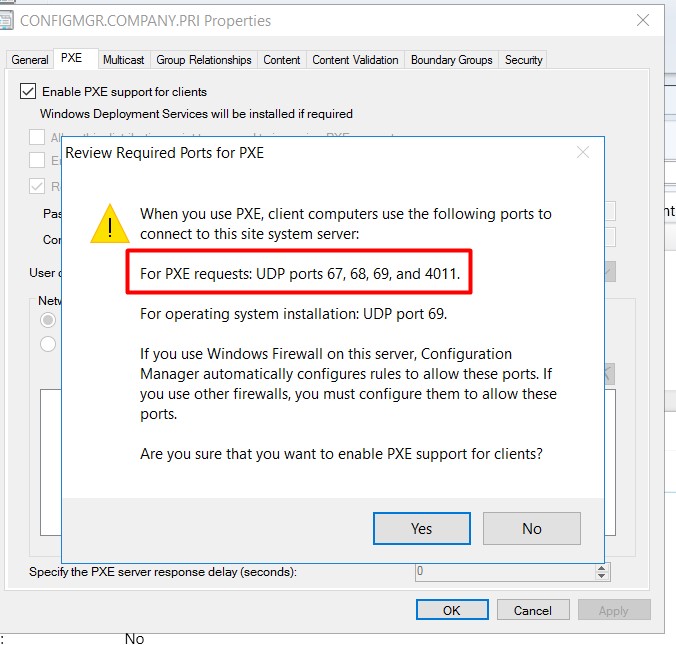 CONFIGMGR.COMPANY.PRI Properties
General PXE Multicast Group Relationships Content Content Validation Boundary Groups Security
Enable PXE support for clients
Windows Deployment Services will be installed if required
Review Required Ports for PXE
When you use PXE, client computers use the following ports to
connect to this site system server:
For PXE requests: UDP ports 67, 68, 69, and 4011.
For operating system installation: UDP port 69.
If you use Windows Firewall on this server, Configuration
Manager automatically configures rules to allow these ports. If
you use other firewalls, you must configure them to allow these
ports.
Are you sure that you want to enable PXE support for clients?
Yes No
Specify the PXE server response delay (seconds): 0
OK Cancel Apply
: No